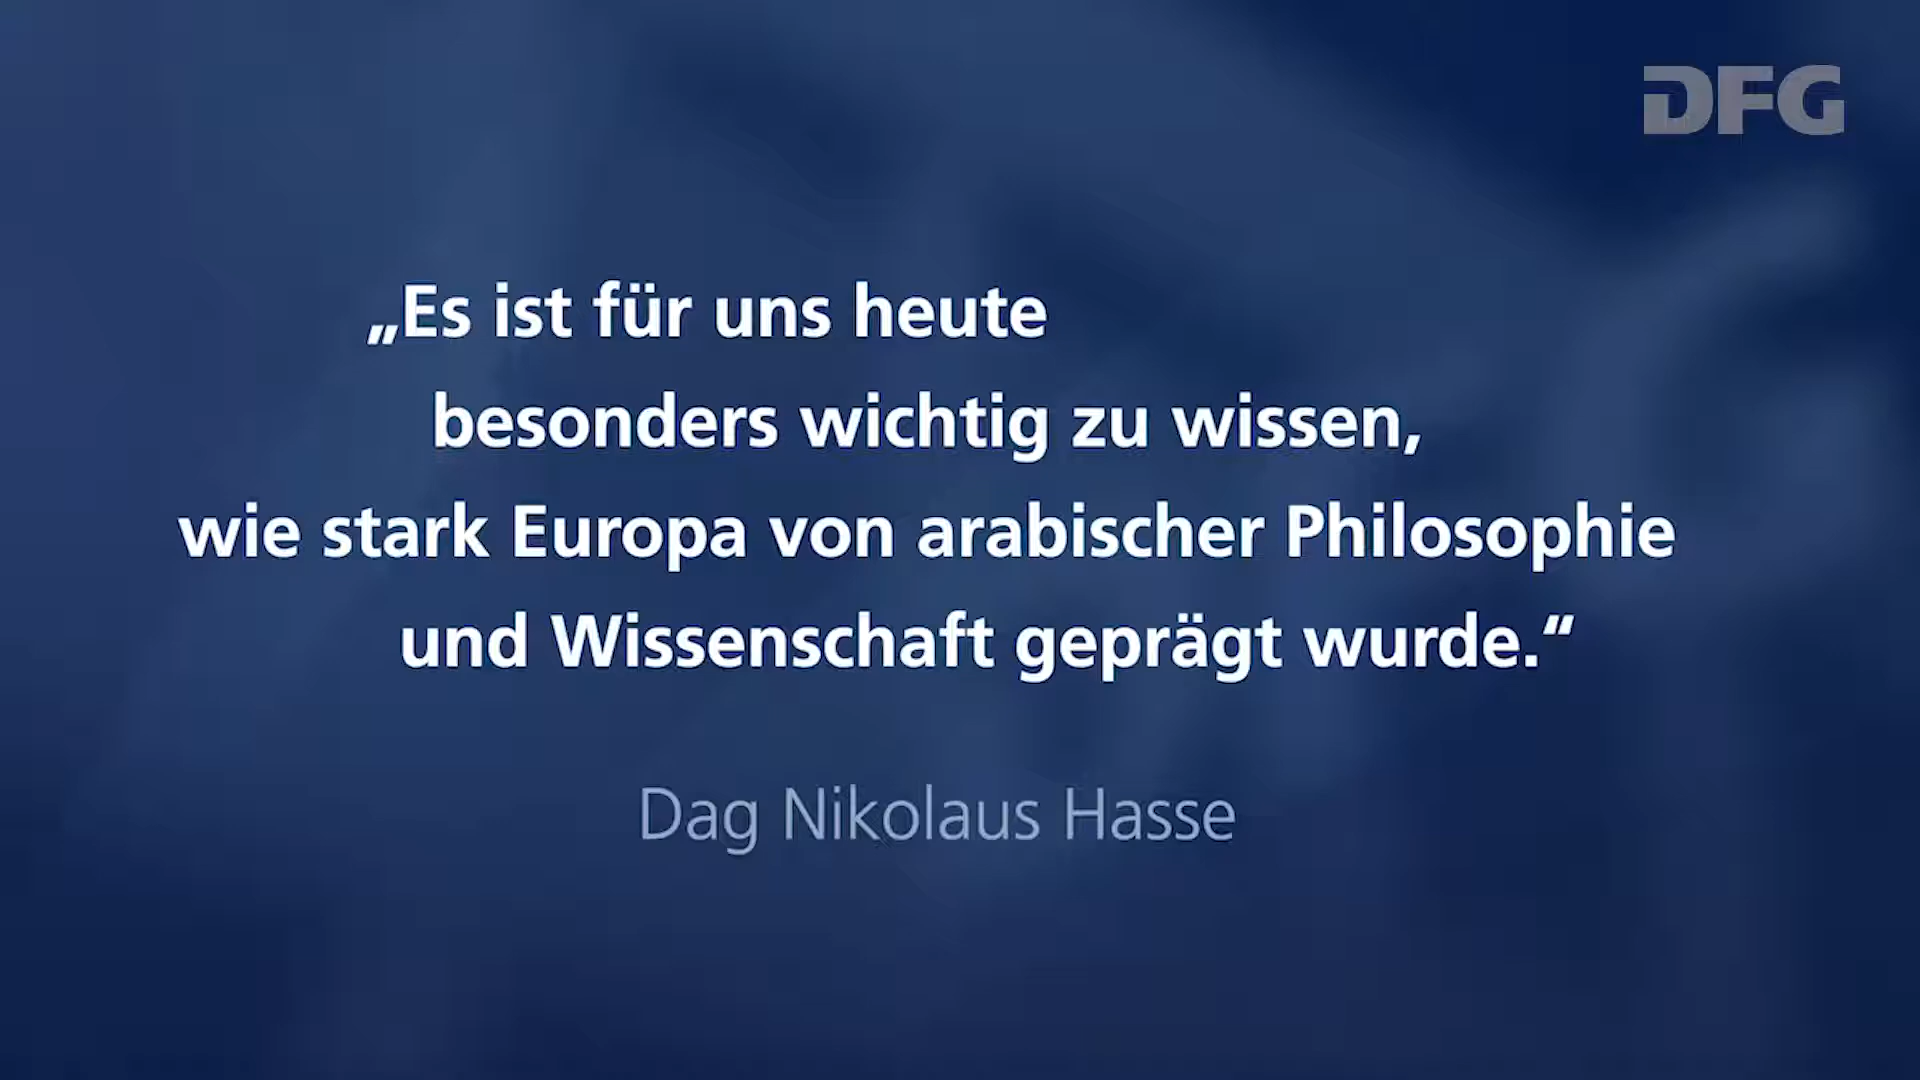 DFG
„Es ist für uns heute
besonders wichtig zu wissen,
wie stark Europa von arabischer Philosophie
und Wissenschaft geprägt wurde.“
Dag Nikolaus Hasse